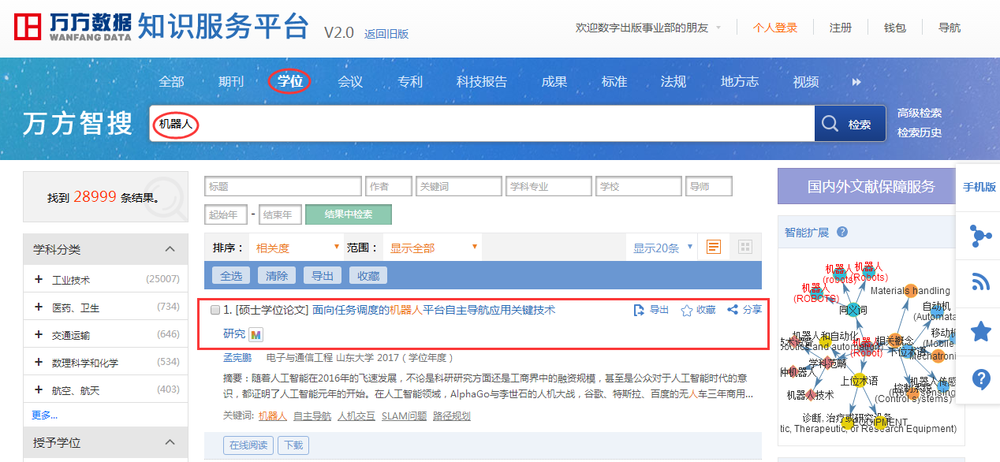 万方数据
WANFANG DATA
知识服务平台
V2.0 返回旧版
欢迎数字出版事业部的朋友 个人登录 注册 钱包 导航
全部 期刊 学位 会议 专利 科技报告 成果 标准 法规 地方志 视频
万方智搜
机器人
检索
高级检索
检索历史
找到 28999 条结果。
标题 作者 关键词 学科专业 学校 导师
起始年 - 结束年 结果中检索
排序： 相关度 范围： 显示全部 显示20条
全选 清除 导出 收藏
学科分类
+ 工业技术 (25007)
+ 医药、卫生 (734)
+ 交通运输 (646)
+ 数理科学和化学 (534)
+ 航空、航天 (403)
更多...
授予学位
1. [硕士学位论文] 面向任务调度的机器人平台自主导航应用关键技术
研究 M
导出 收藏 分享
孟宪鹏 电子与通信工程 山东大学 2017（学位年度）
摘要：随着人工智能在2016年的飞速发展，不论是科研研究方面还是工商界中的融资规模，甚至是公众对于人工智能时代的意
识，都证明了人工智能元年的开始。在人工智能领域，AlphaGo与李世石的人机大战，谷歌、特斯拉、百度的无人车三年商用...
关键词: 机器人 自主导航 人机交互 SLAM问题 路径规划
在线阅读 下载
国内外文献保障服务
手机版
智能扩展 ?
机器人
(robots)
机器人
(Robots)
机器人
(ROBOTS)
Materials handling
同义词
自动机
(Automata
机器人和自动化
(robotics and automation)
机器人
(Robot)
相关概念
移动机
(Mobile
下位术语
Mechatroni
学科范畴
种机器人
机器人技术
上位术语
机器人传感
(Robot sensing
控制系统
(Control systems)
诊断, 治疗或研究设备
EQUIPMENT
tic, Therapeutic, or Research Equipment)